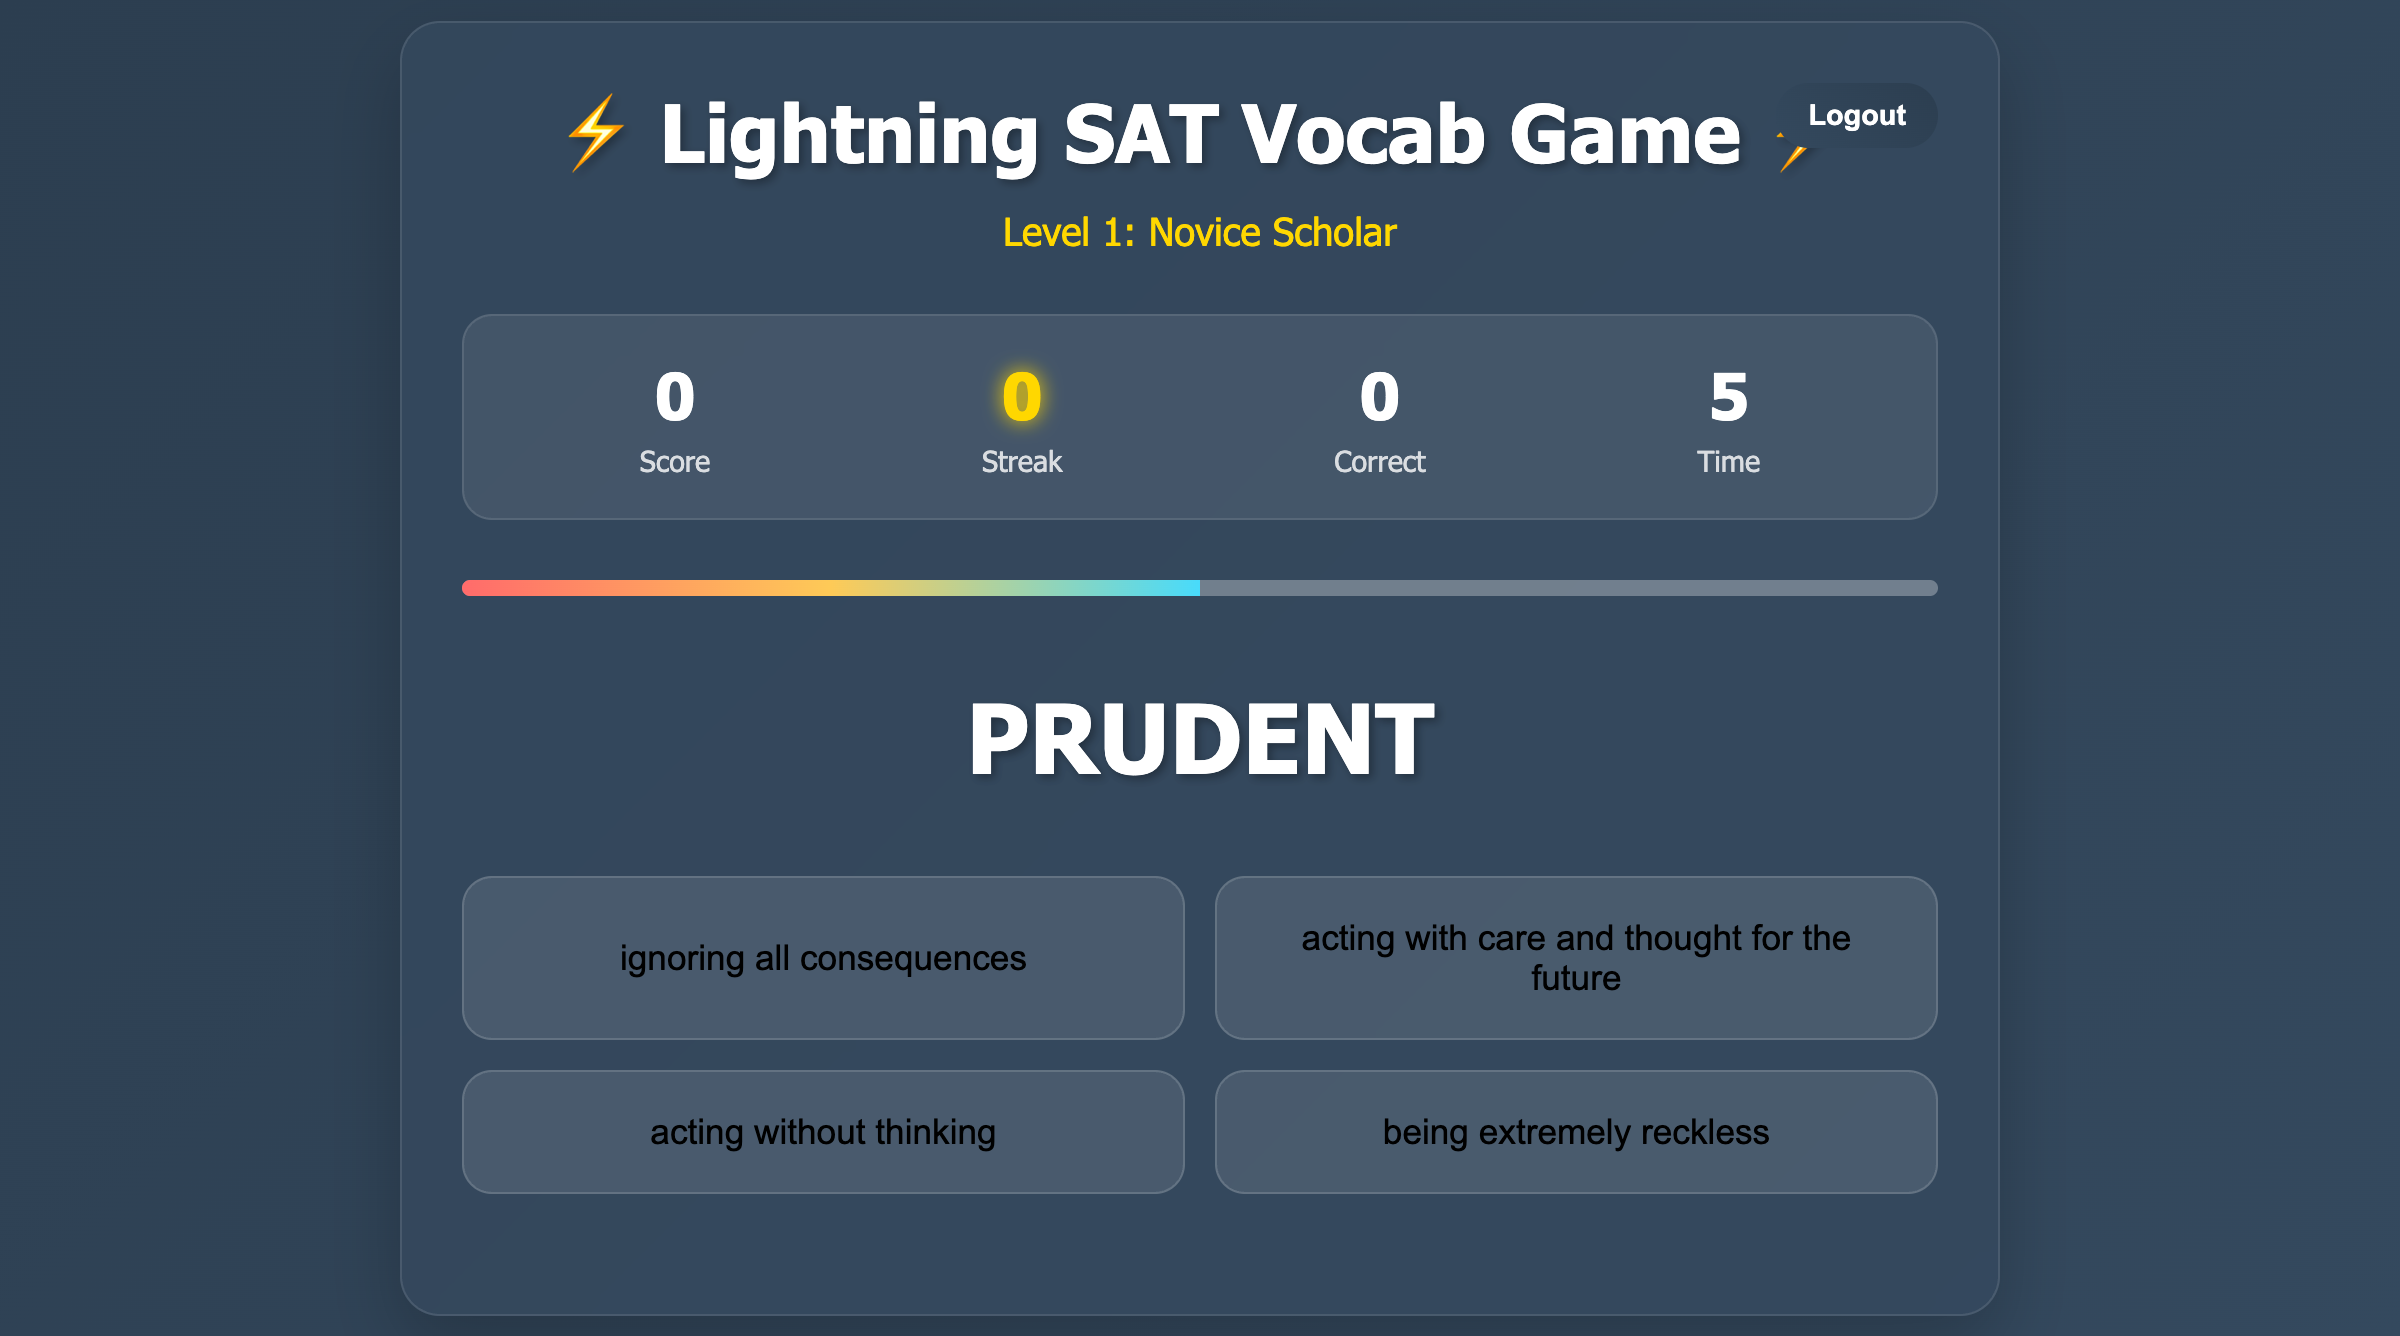 ⚡ Lightning SAT Vocab Game ⚡
Logout
Level 1: Novice Scholar
0 0 0 5
Score Streak Correct Time
PRUDENT
ignoring all consequences
acting with care and thought for the
future
acting without thinking
being extremely reckless